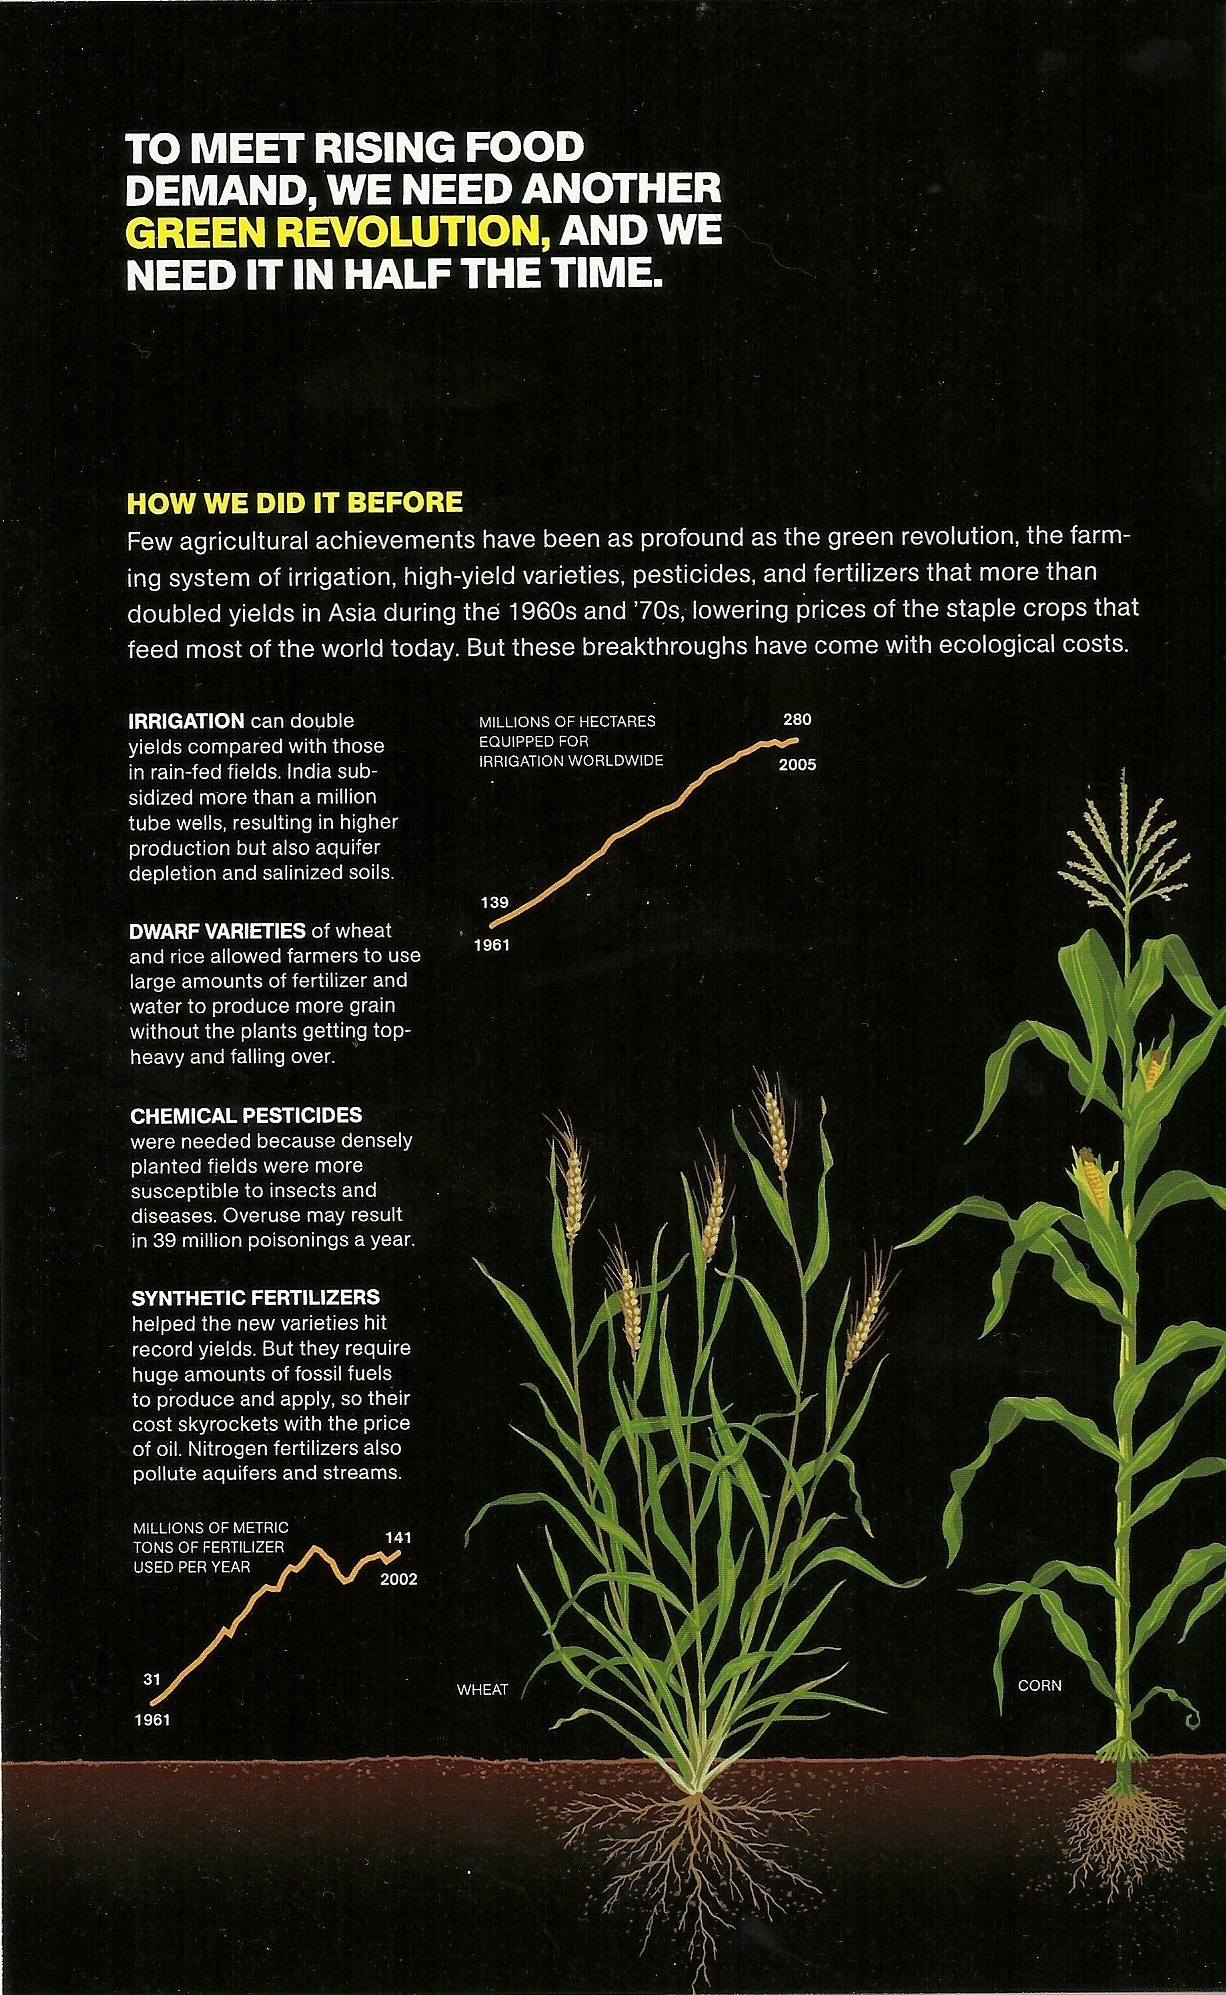 TO MEET RISING FOOD
DEMAND, WE NEED ANOTHER
GREEN REVOLUTION, AND WE
NEED IT IN HALF THE TIME.
HOW WE DID IT BEFORE
Few agricultural achievements have been as profound as the green revolution, the farm-
ing system of irrigation, high-yield varieties, pesticides, and fertilizers that more than
doubled yields in Asia during the 1960s and ’70s, lowering prices of the staple crops that
feed most of the world today. But these breakthroughs have come with ecological costs.
IRRIGATION can double
yields compared with those
in rain-fed fields. India sub-
sidized more than a million
tube wells, resulting in higher
production but also aquifer
depletion and salinized soils.
DWARF VARIETIES of wheat
and rice allowed farmers to use
large amounts of fertilizer and
water to produce more grain
without the plants getting top-
heavy and falling over.
CHEMICAL PESTICIDES
were needed because densely
planted fields were more
susceptible to insects and
diseases. Overuse may result
in 39 million poisonings a year.
SYNTHETIC FERTILIZERS
helped the new varieties hit
record yields. But they require
huge amounts of fossil fuels
to produce and apply, so their
cost skyrockets with the price
of oil. Nitrogen fertilizers also
pollute aquifers and streams.
MILLIONS OF HECTARES
EQUIPPED FOR
IRRIGATION WORLDWIDE
280
2005
139
1961
MILLIONS OF METRIC
TONS OF FERTILIZER
USED PER YEAR
141
2002
31
1961
WHEAT
CORN